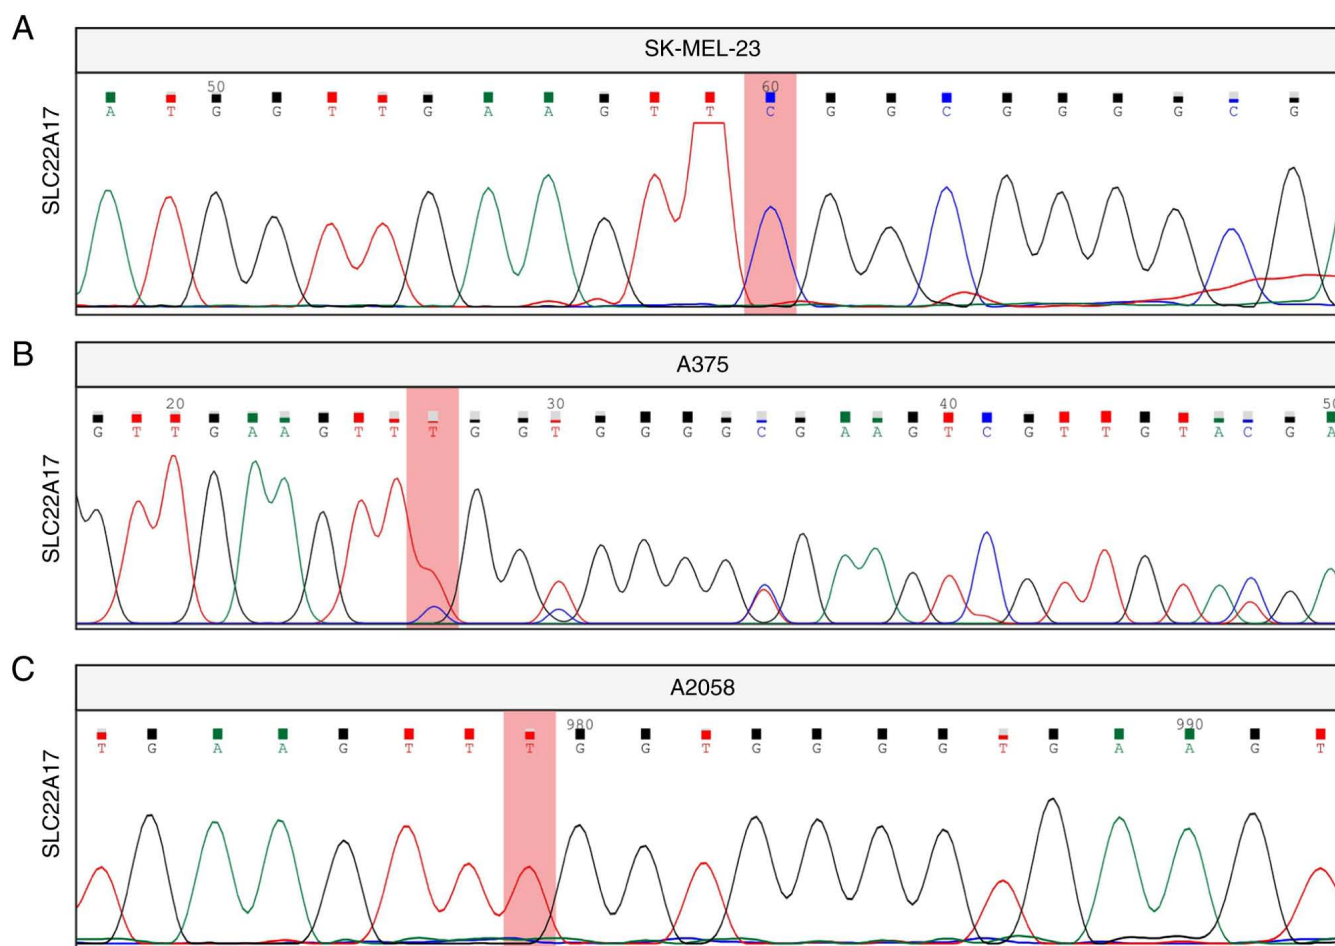 A
SK-MEL-23
SLC22A17
50 60
A T G G T T G A A G T T C G G C G G G G C G
B
A375
SLC22A17
20 30 40 50
G T T G A A G T T T G G T G G G G C G A A G T C G T T G T A C G A
C
A2058
SLC22A17
980 990
T G A A G T T T G G T G G G G T G A A G T